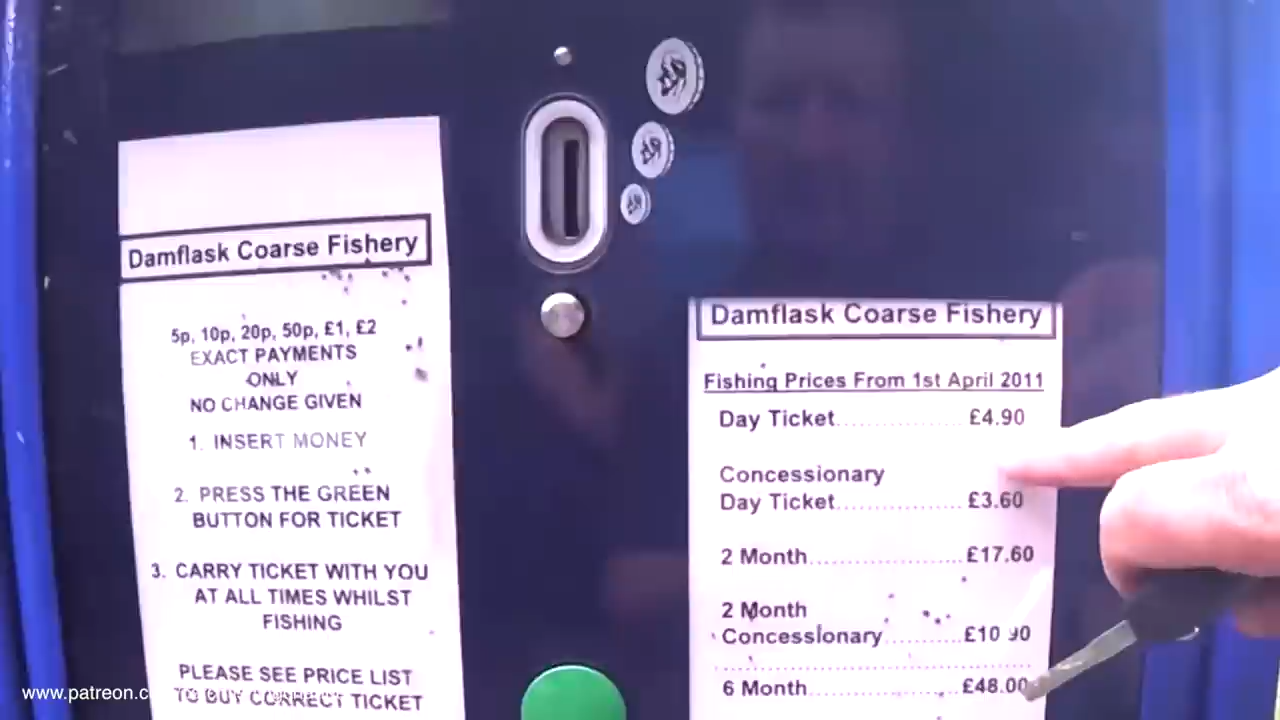 Damflask Coarse Fishery
5p, 10p, 20p, 50p, £1, £2
EXACT PAYMENTS
ONLY
NO CHANGE GIVEN
1. INSERT MONEY
2. PRESS THE GREEN
BUTTON FOR TICKET
3. CARRY TICKET WITH YOU
AT ALL TIMES WHILST
FISHING
PLEASE SEE PRICE LIST
TO BUY CORRECT TICKET
Damflask Coarse Fishery
Fishing Prices From 1st April 2011
Day Ticket.................... £4.90
Concessionary
Day Ticket.................... £3.60
2 Month........................ £17.60
2 Month
Concessionary............ £10 90
6 Month........................ £48.00
www.patreon.c